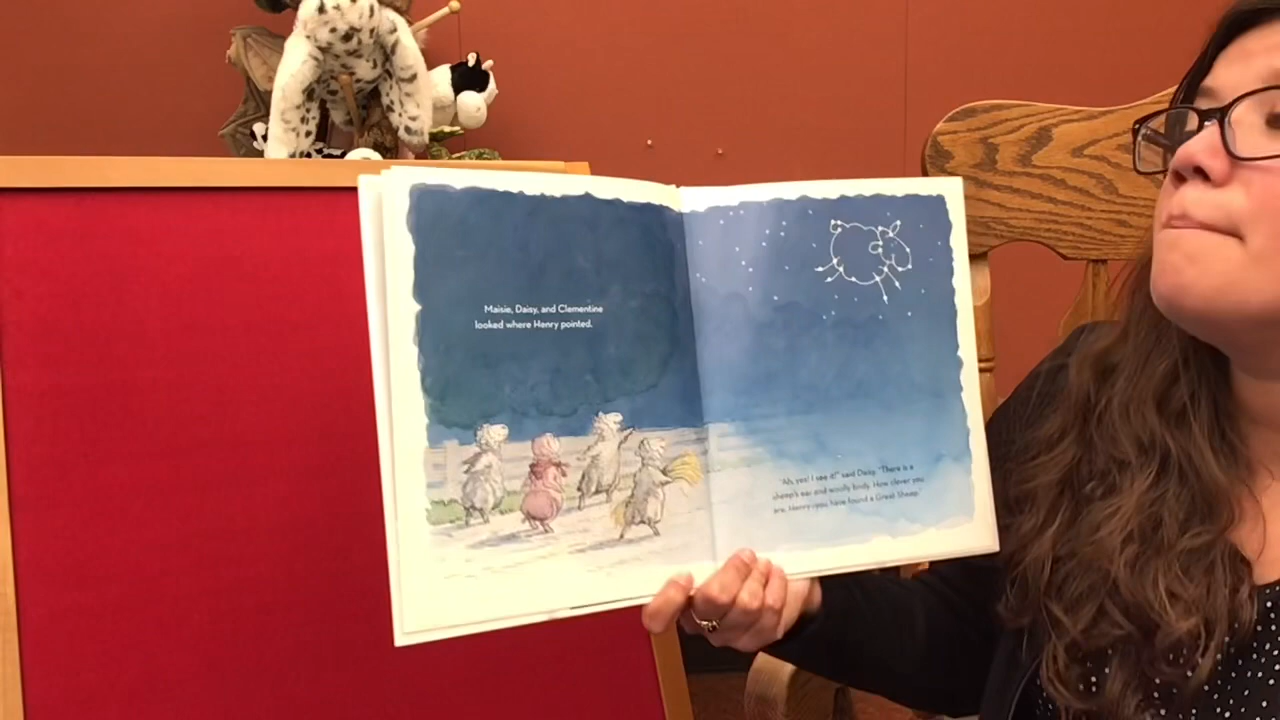 Maisie, Daisy, and Clementine
looked where Henry pointed.
"Ah, yes! I see it!" said Daisy. "There is a
sheep's ear and woolly body. How clever you
are, Henry—you have found a Great Sheep."